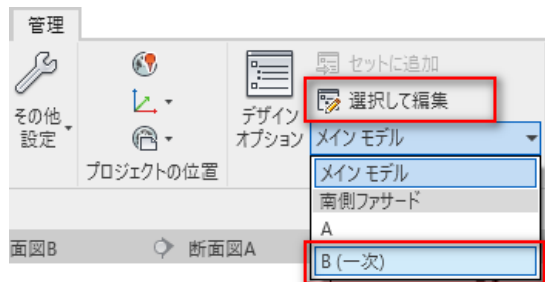 管理
その他
設定
プロジェクトの位置
デザイン
オプション
セットに追加
選択して編集
メイン モデル
メイン モデル
南側ファサード
A
B (一次)
面図B
断面図A